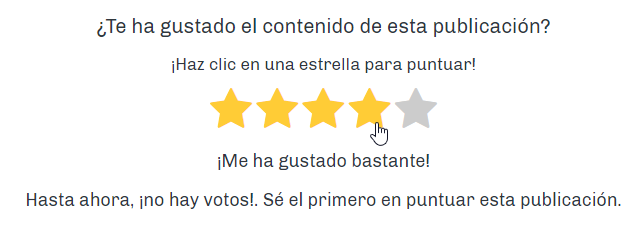 ¿Te ha gustado el contenido de esta publicación?
¡Haz clic en una estrella para puntuar!
¡Me ha gustado bastante!
Hasta ahora, ¡no hay votos!. Sé el primero en puntuar esta publicación.